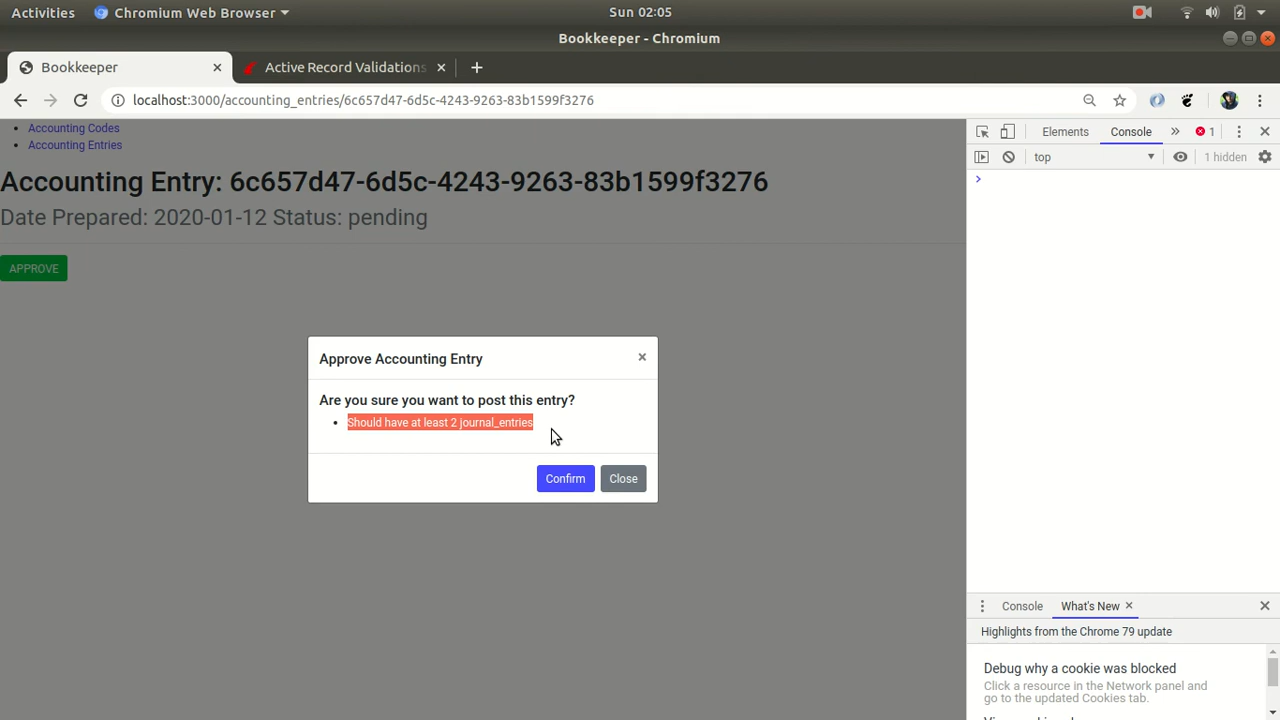 Activities
Chromium Web Browser
Sun 02:05
Bookkeeper - Chromium
Bookkeeper
Active Record Validations
localhost:3000/accounting_entries/6c657d47-6d5c-4243-9263-83b1599f3276
Accounting Codes
Accounting Entries
Accounting Entry: 6c657d47-6d5c-4243-9263-83b1599f3276
Date Prepared: 2020-01-12 Status: pending
APPROVE
Approve Accounting Entry
Are you sure you want to post this entry?
Should have at least 2 journal_entries
Confirm
Close
Elements
Console
1
top
1 hidden
Console
What's New
Highlights from the Chrome 79 update
Debug why a cookie was blocked
Click a resource in the Network panel and
go to the updated Cookies tab.